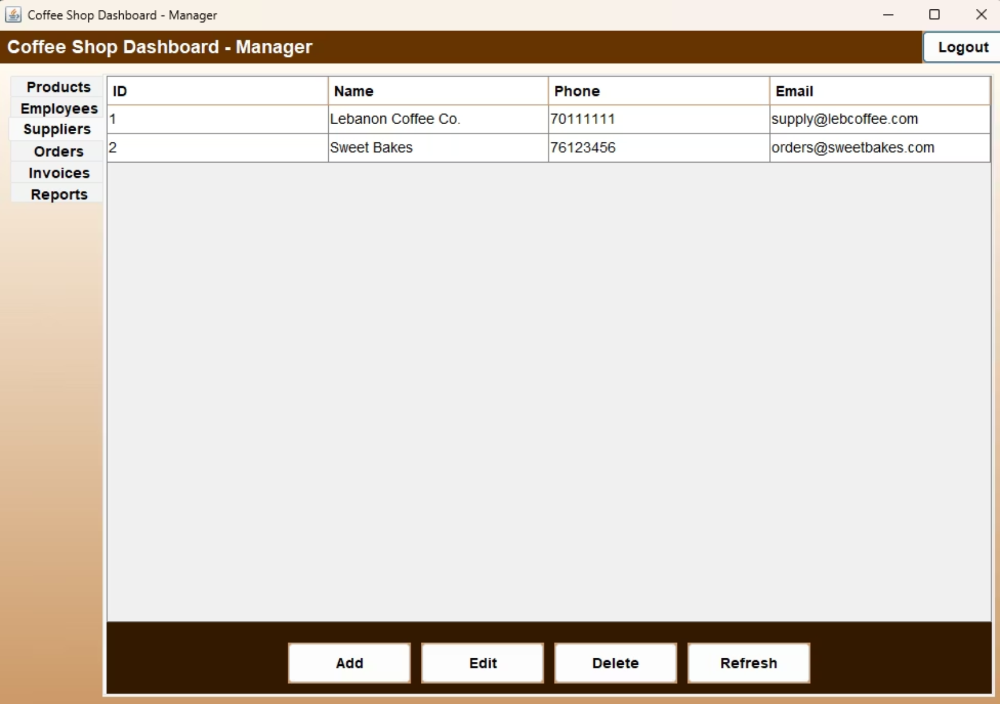 Coffee Shop Dashboard - Manager
Coffee Shop Dashboard - Manager
Logout
Products
Employees
Suppliers
Orders
Invoices
Reports
ID Name Phone Email
1 Lebanon Coffee Co. 70111111 supply@lebcoffee.com
2 Sweet Bakes 76123456 orders@sweetbakes.com
Add Edit Delete Refresh